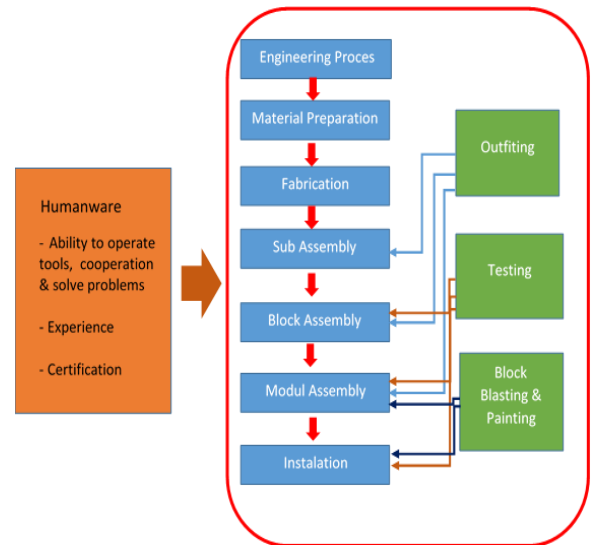 Humanware
- Ability to operate
tools, cooperation
& solve problems
- Experience
- Certification
Engineering Proces
Material Preparation
Fabrication
Sub Assembly
Block Assembly
Modul Assembly
Instalation
Outfiting
Testing
Block
Blasting &
Painting